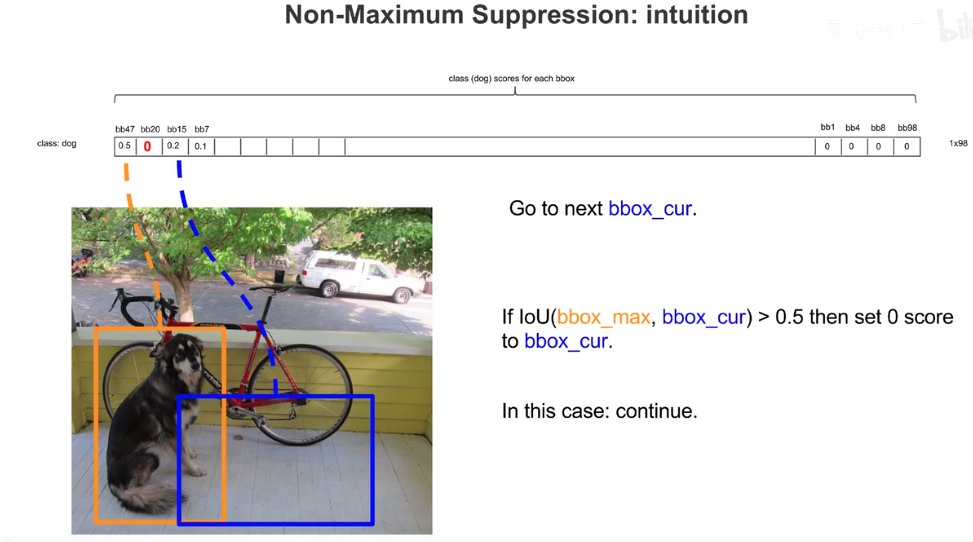 Non-Maximum Suppression: intuition
class (dog) scores for each bbox
bb47 bb20 bb15 bb7 bb1 bb4 bb8 bb98
class: dog 0.5 0 0.2 0.1 0 0 0 0 1x98
Go to next bbox_cur.
If IoU(bbox_max, bbox_cur) > 0.5 then set 0 score
to bbox_cur.
In this case: continue.